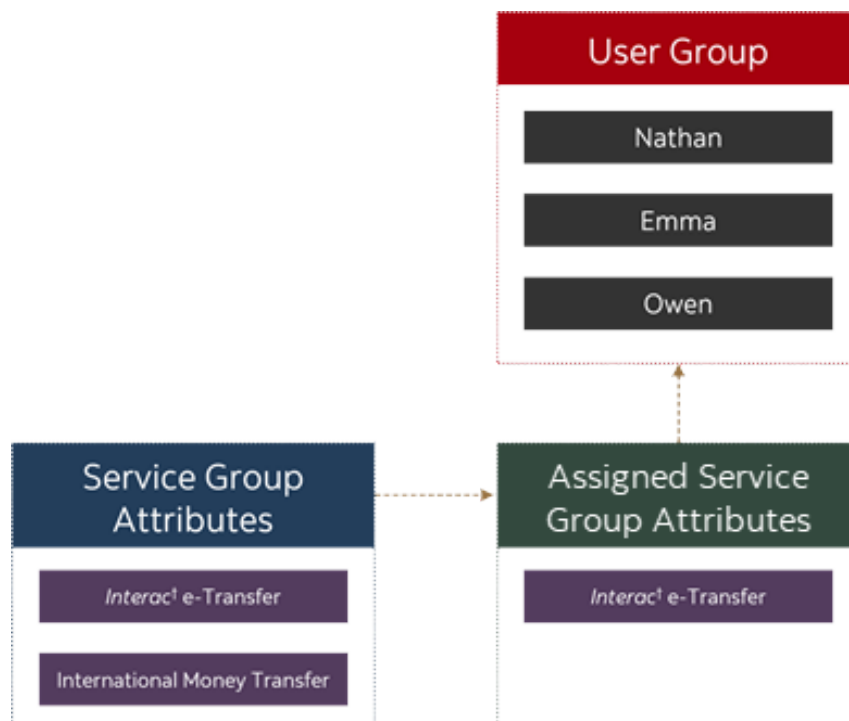 User Group
Nathan
Emma
Owen
Service Group
Attributes
Interac† e-Transfer
International Money Transfer
Assigned Service
Group Attributes
Interac† e-Transfer